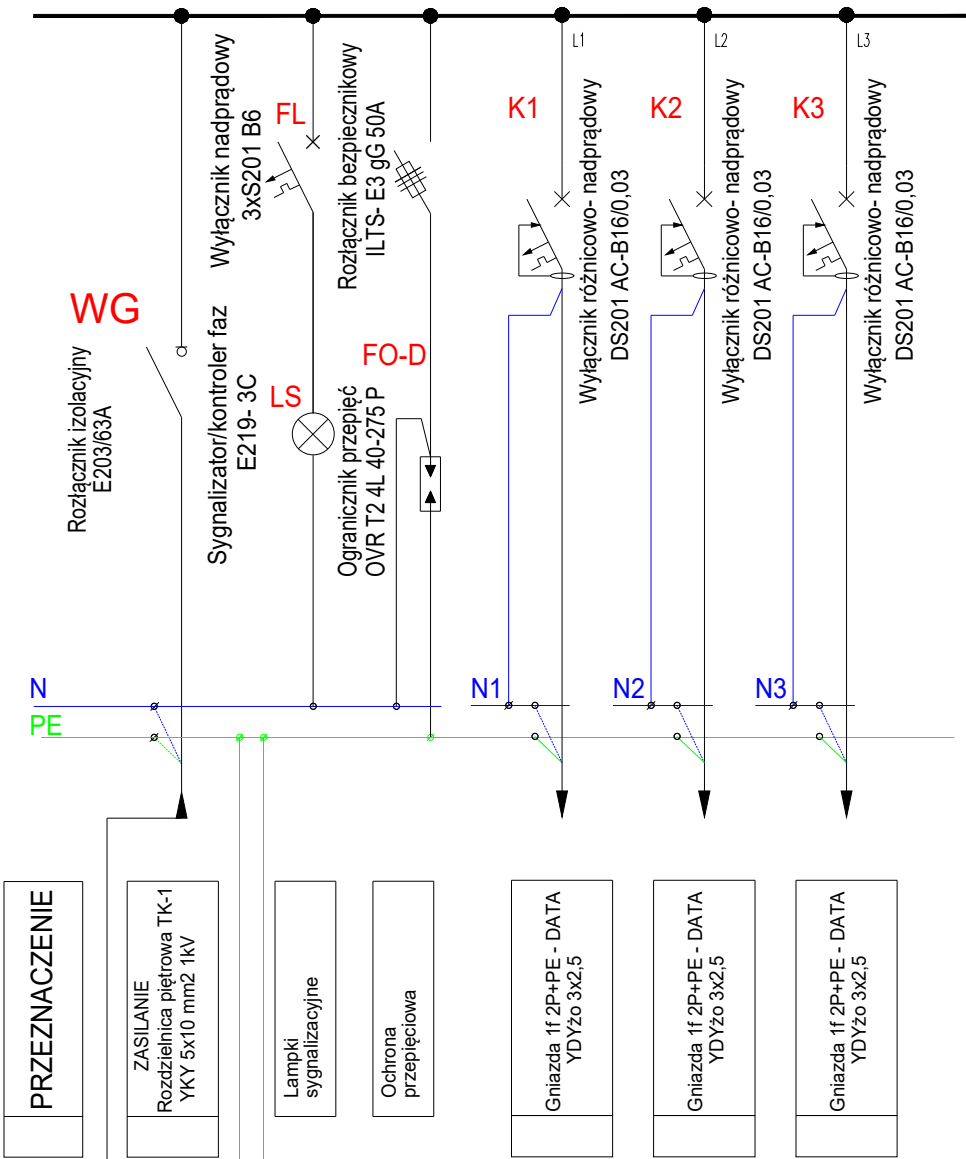 L1
L2
L3
WG
Rozłącznik izolacyjny
E203/63A
FL
Wyłącznik nadprądowy
3xS201 B6
LS
Sygnalizator/kontroler faz
E219- 3C
Rozłącznik bezpiecznikowy
ILTS- E3 gG 50A
FO-D
Ogranicznik przepięć
OVR T2 4L 40-275 P
K1
Wyłącznik różnicowo- nadprądowy
DS201 AC-B16/0,03
K2
Wyłącznik różnicowo- nadprądowy
DS201 AC-B16/0,03
K3
Wyłącznik różnicowo- nadprądowy
DS201 AC-B16/0,03
N
PE
N1
N2
N3
PRZEZNACZENIE
ZASILANIE
Rozdzielnica piętrowa TK-1
YKY 5x10 mm2 1kV
Lampki
sygnalizacyjne
Ochrona
przepięciowa
Gniazda 1f 2P+PE - DATA
YDYżo 3x2,5
Gniazda 1f 2P+PE - DATA
YDYżo 3x2,5
Gniazda 1f 2P+PE - DATA
YDYżo 3x2,5